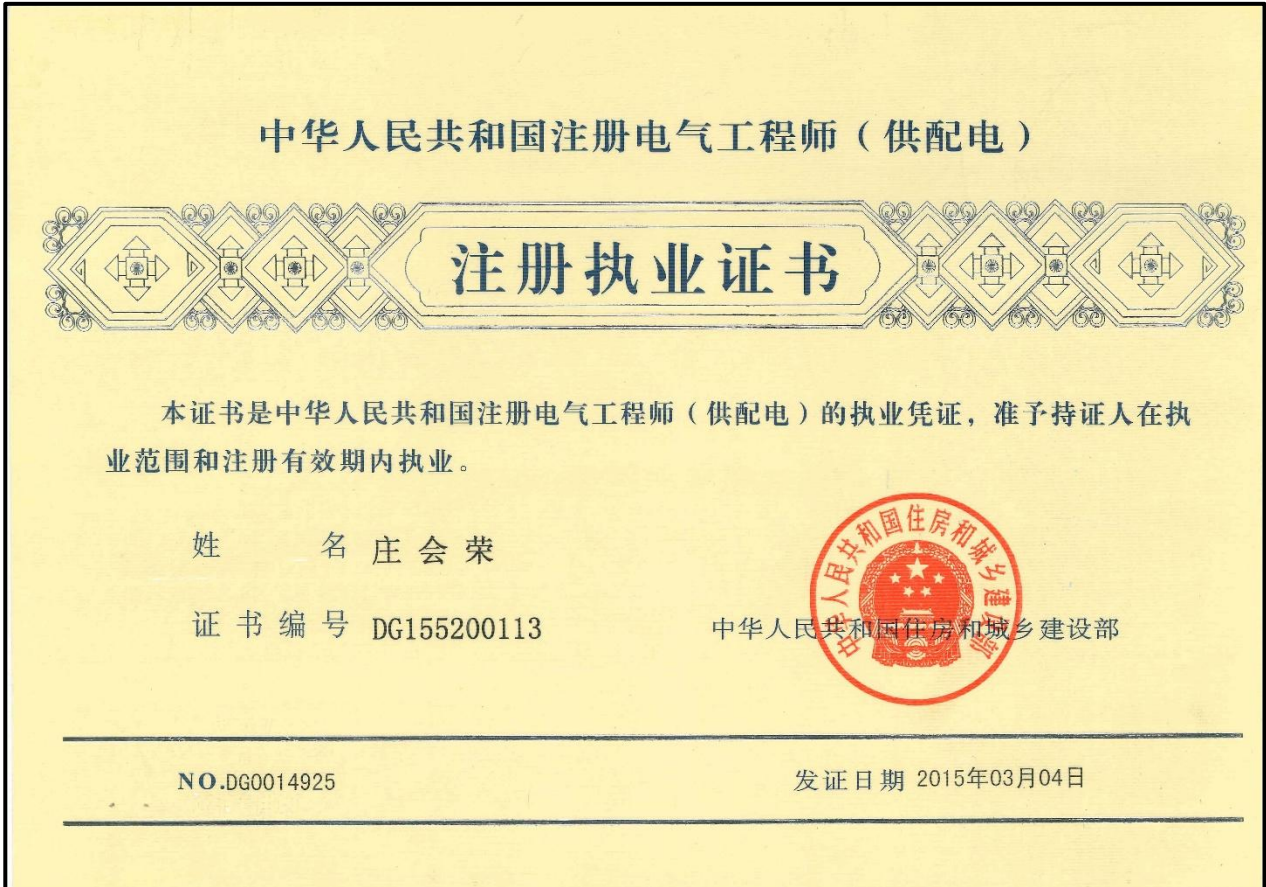 中华人民共和国注册电气工程师（供配电）
注册执业证书
本证书是中华人民共和国注册电气工程师（供配电）的执业凭证，准予持证人在执
业范围和注册有效期内执业。
姓 名 庄会荣
证书编号 DG155200113
中华人民共和国住房和城乡建设部
中华人民共和国住房和城乡建设部
NO.DG0014925
发证日期 2015年03月04日